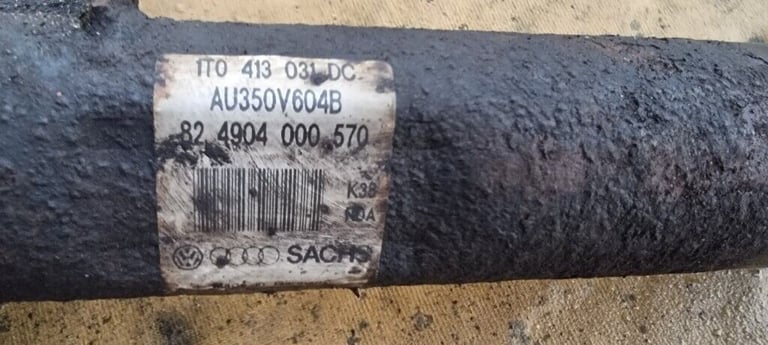 1T0 413 031 DC
AU350V604B
82 4904 000 570
K38
SACHS